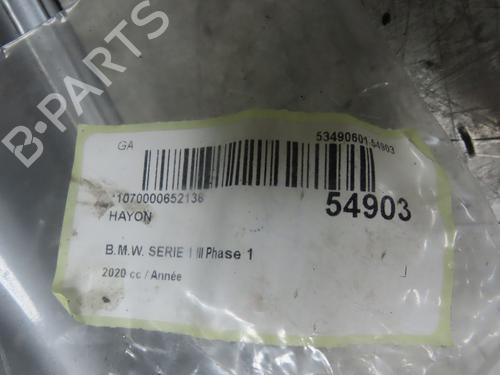 B-PARTS
GA
53490601-54903
*1070000652136
54903
HAYON
B.M.W. SERIE 1 III Phase 1
2020 cc / Année